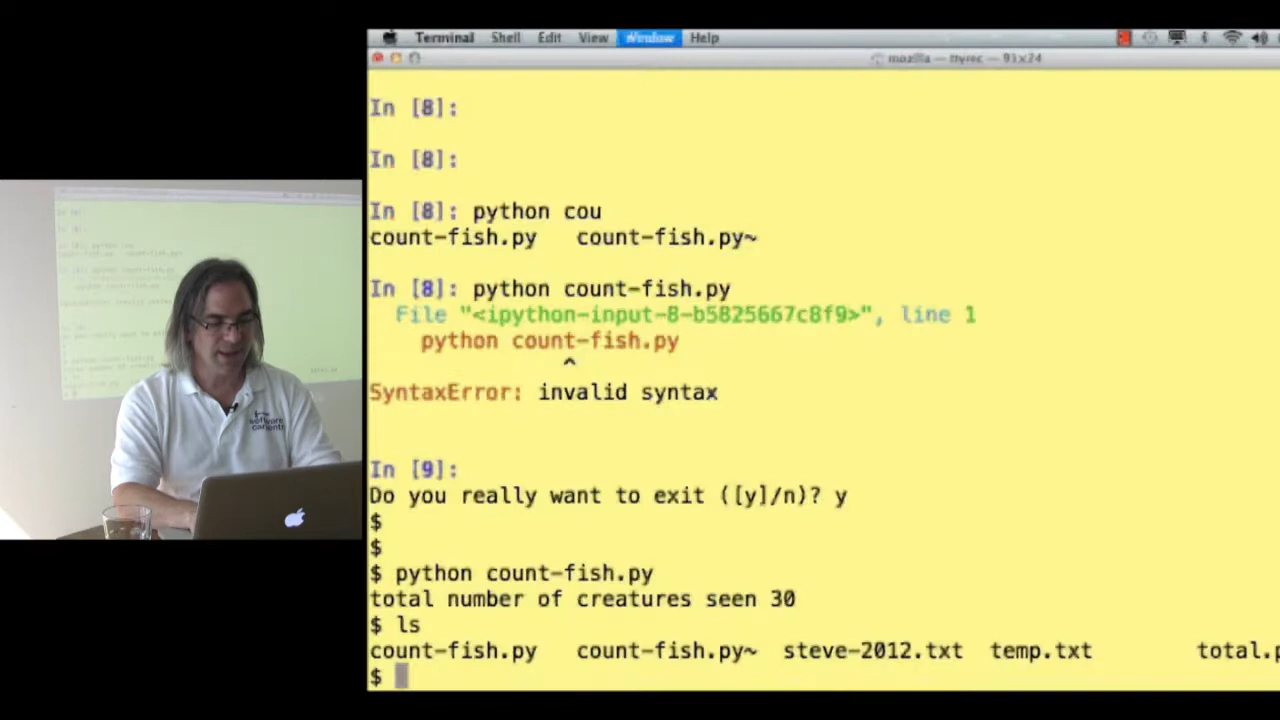 Terminal Shell Edit View Window Help
mozilla — — 91x24
In [8]:
In [8]:
In [8]: python cou
count-fish.py count-fish.py~
In [8]: python count-fish.py
File "<ipython-input-8-b5825667c8f9>", line 1
python count-fish.py
^
SyntaxError: invalid syntax
In [9]:
Do you really want to exit ([y]/n)? y
$
$
$ python count-fish.py
total number of creatures seen 30
$ ls
count-fish.py count-fish.py~ steve-2012.txt temp.txt total.p
$
software